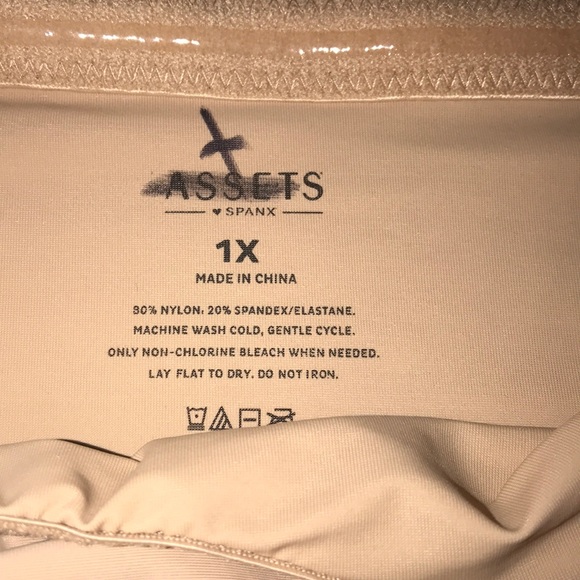 ASSETS
♥ SPANX
1X
MADE IN CHINA
80% NYLON, 20% SPANDEX/ELASTANE.
MACHINE WASH COLD, GENTLE CYCLE.
ONLY NON-CHLORINE BLEACH WHEN NEEDED.
LAY FLAT TO DRY. DO NOT IRON.